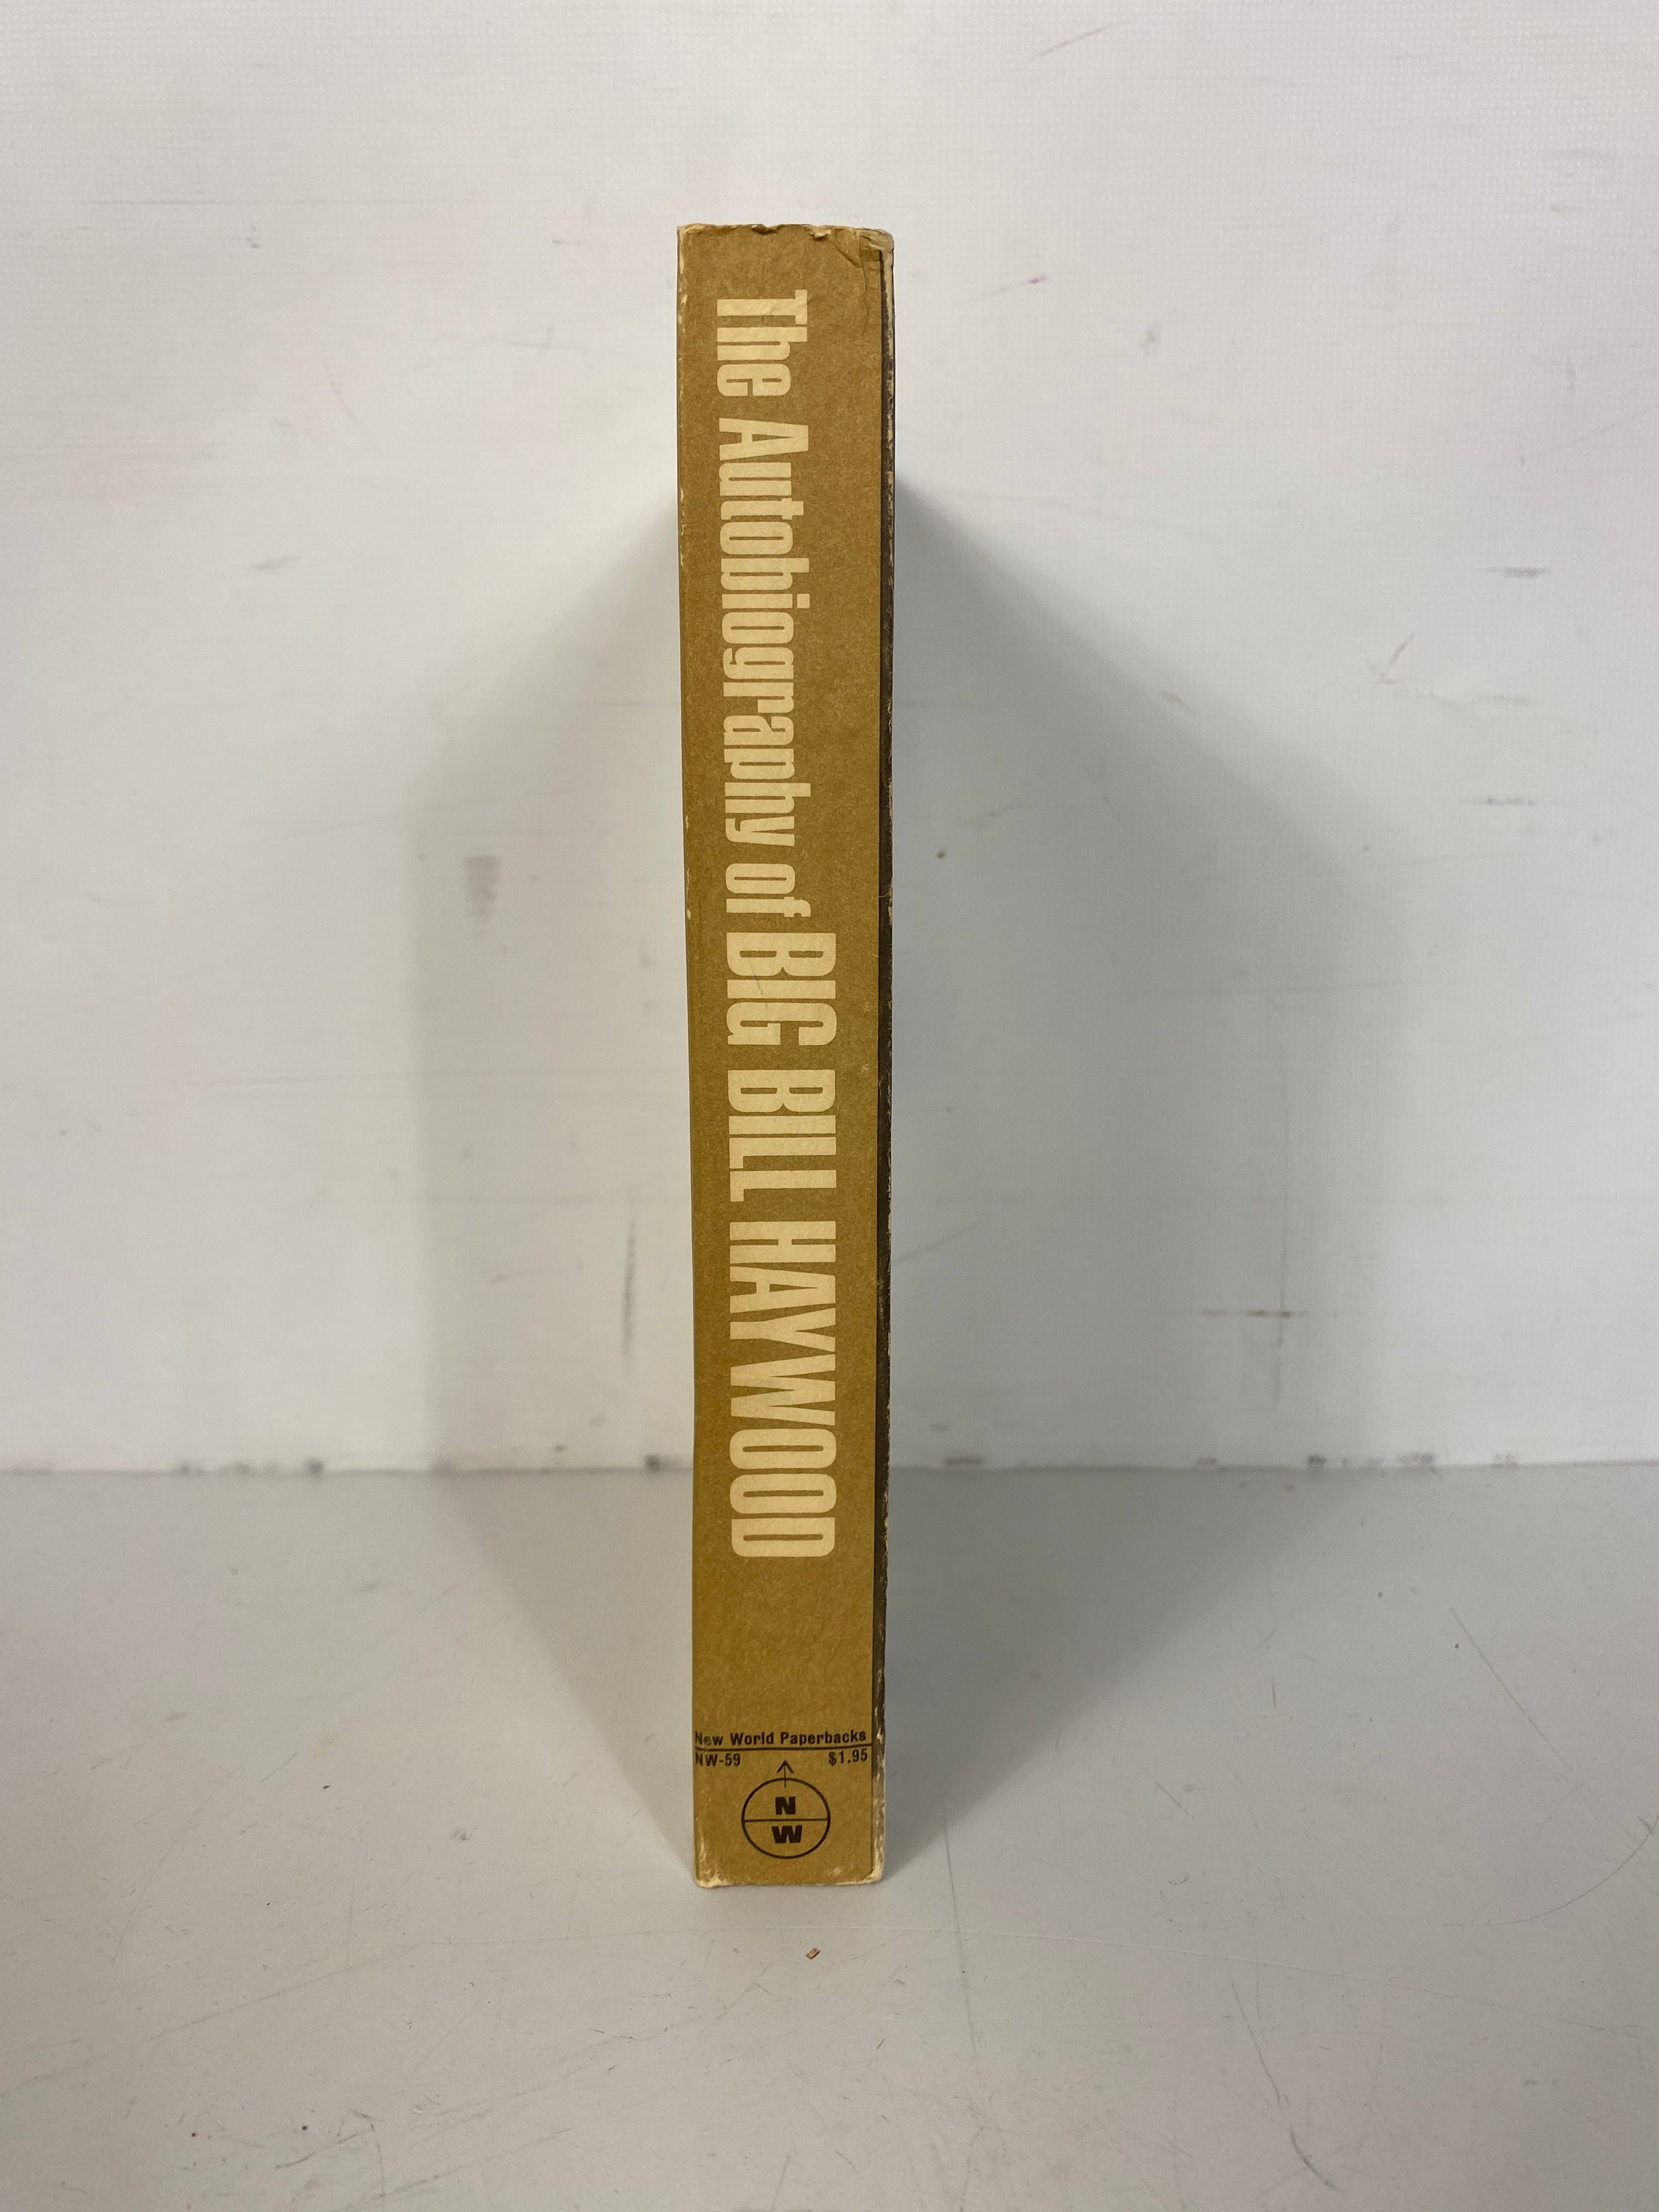 The Autobiography of BIG BILL HAYWOOD
New World Paperbacks
NW-59 $1.95
N
W